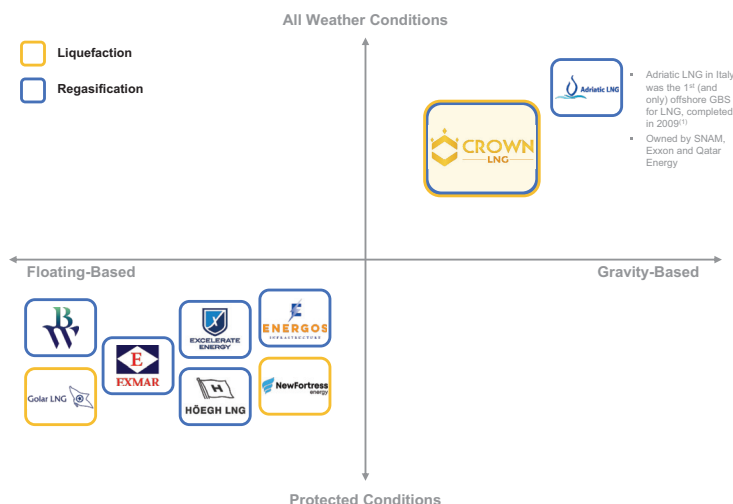 All Weather Conditions
Liquefaction
Regasification
Adriatic LNG
▪ Adriatic LNG in Italy
was the 1st (and
only) offshore GBS
for LNG, completed
in 2009(1)
▪ Owned by SNAM,
Exxon and Qatar
Energy
CROWN
LNG
Floating-Based
Gravity-Based
BW
EXCELERATE
ENERGY
ENERGOS
INFRASTRUCTURE
E
EXMAR
Golar LNG
H
HÖEGH LNG
NewFortress
energy
Protected Conditions